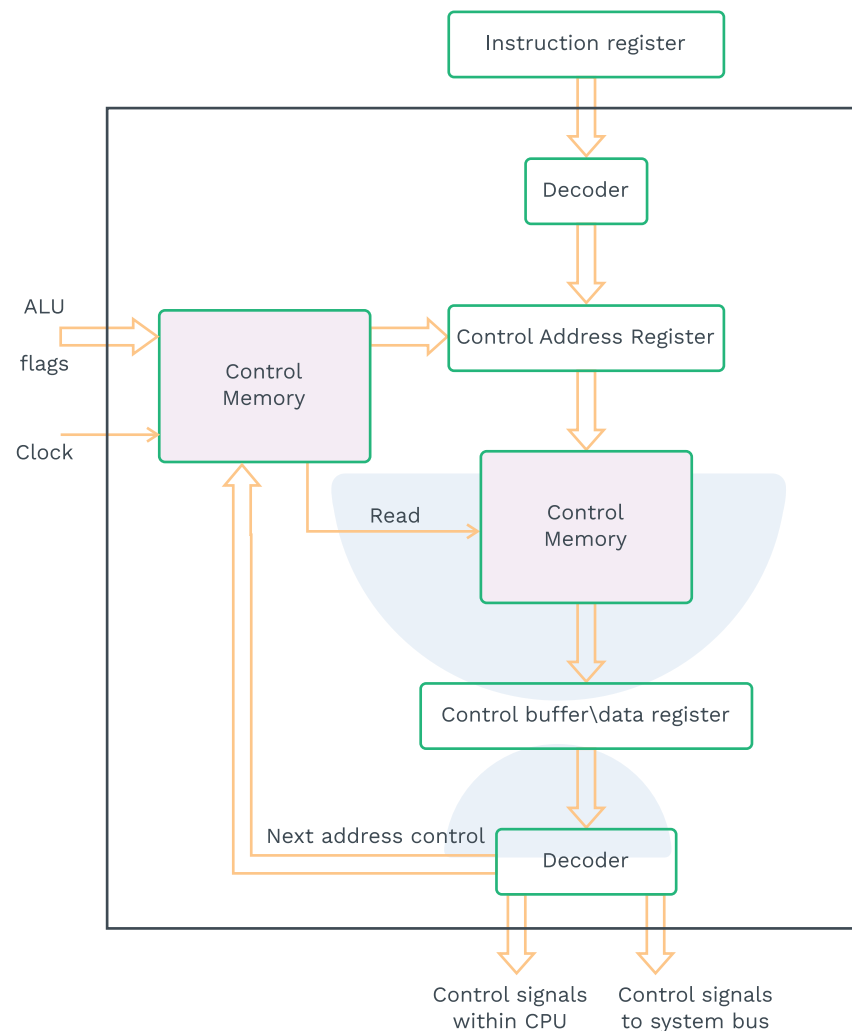 Instruction register
Decoder
ALU
flags
Control Address Register
Control
Memory
Clock
Read
Control
Memory
Control buffer\data register
Next address control
Decoder
Control signals
within CPU
Control signals
to system bus